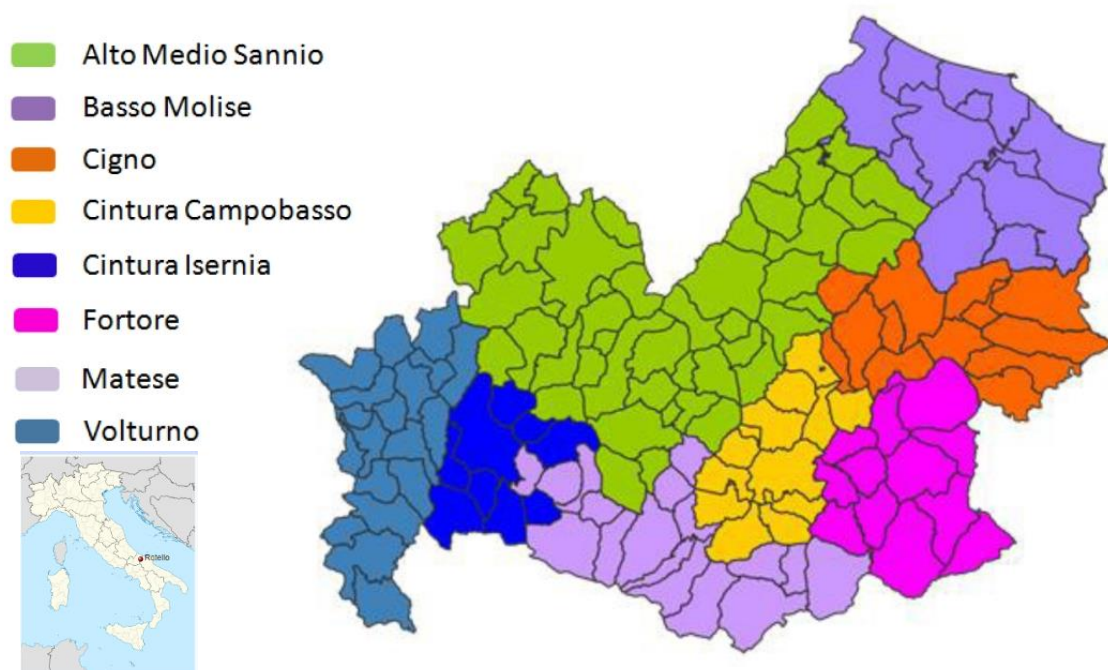 Alto Medio Sannio
Basso Molise
Cigno
Cintura Campobasso
Cintura Isernia
Fortore
Matese
Volturno
Rotello